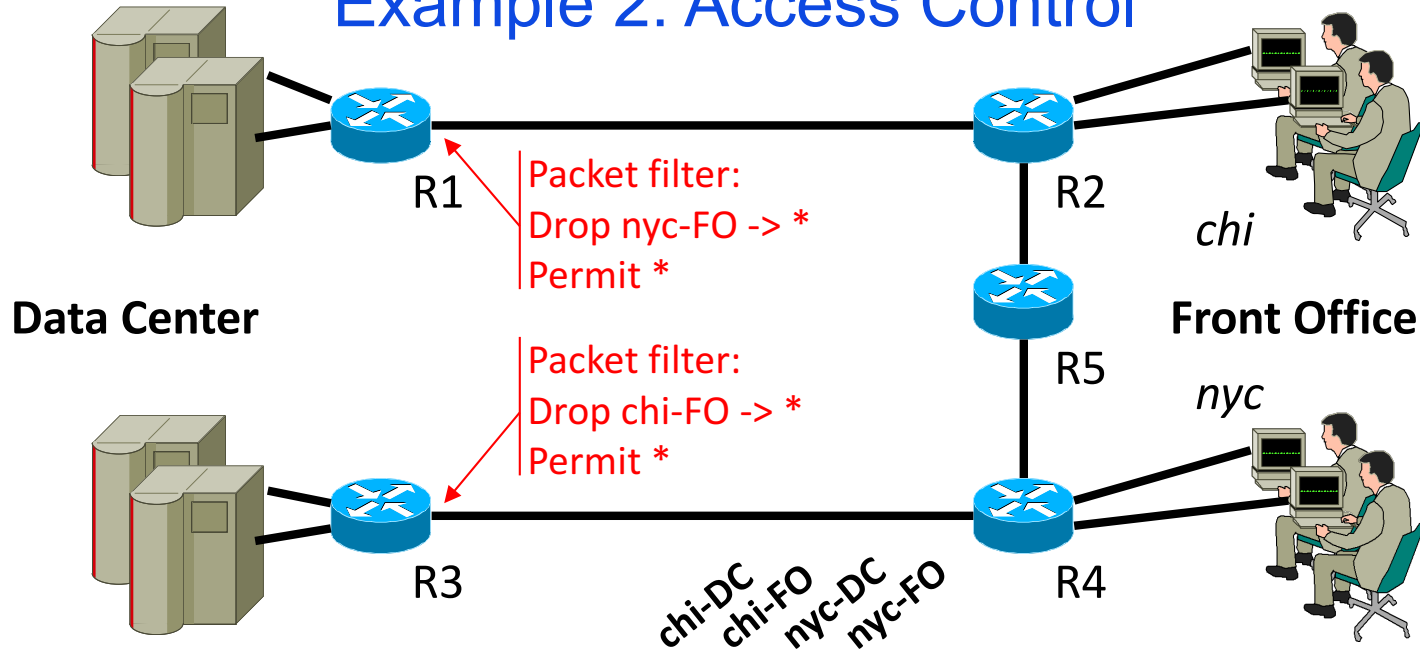 Example 2: Access Control
R1
Packet filter:
Drop nyc-FO -> *
Permit *
R2
chi
Data Center
Front Office
Packet filter:
Drop chi-FO -> *
Permit *
R5
nyc
R3
R4
chi-DC
chi-FO
nyc-DC
nyc-FO